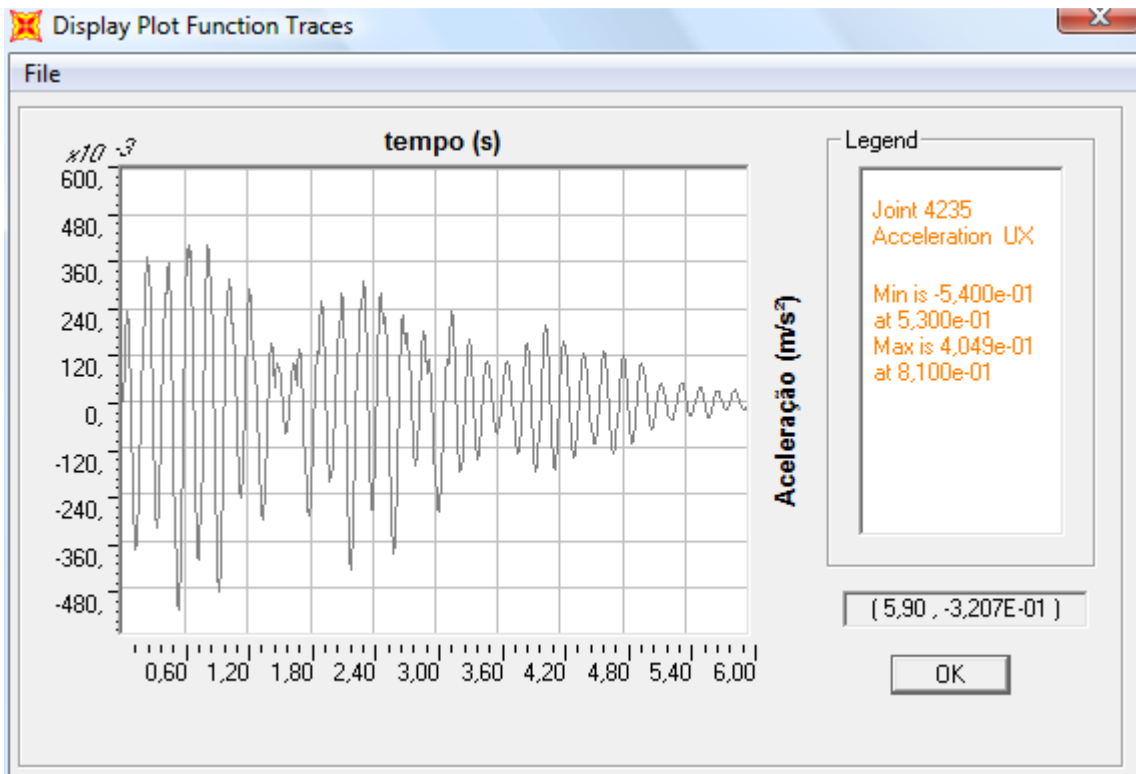 Display Plot Function Traces
X
File
tempo (s)
x10 -3
600,
480,
360,
240,
120,
0,
-120,
-240,
-360,
-480,
0,60 1,20 1,80 2,40 3,00 3,60 4,20 4,80 5,40 6,00
Aceleração (m/s²)
Legend
Joint 4235
Acceleration UX
Min is -5,400e-01
at 5,300e-01
Max is 4,049e-01
at 8,100e-01
( 5,90 , -3,207E-01 )
OK